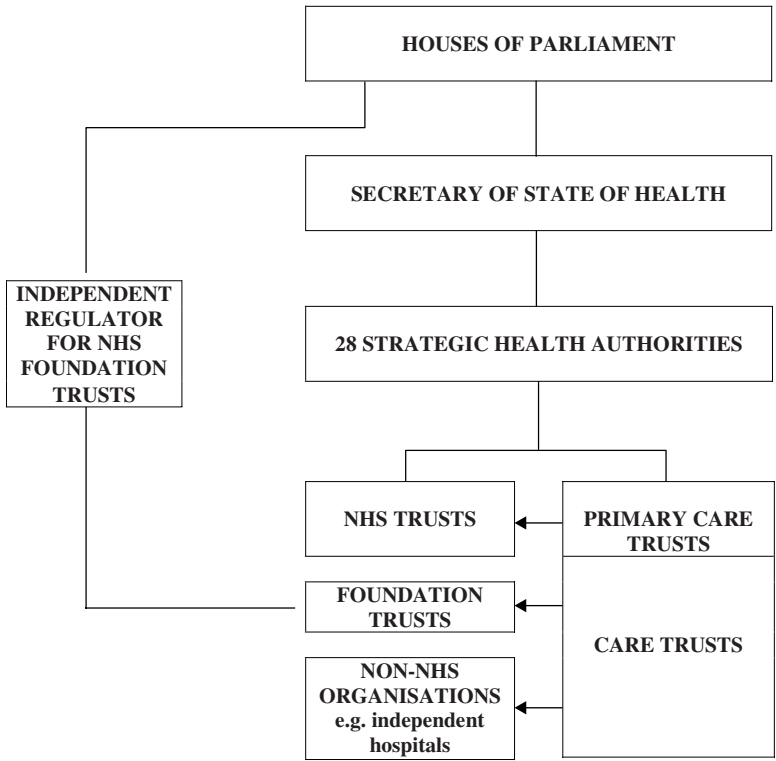 HOUSES OF PARLIAMENT
SECRETARY OF STATE OF HEALTH
INDEPENDENT
REGULATOR
FOR NHS
FOUNDATION
TRUSTS
28 STRATEGIC HEALTH AUTHORITIES
NHS TRUSTS
PRIMARY CARE
TRUSTS
FOUNDATION
TRUSTS
CARE TRUSTS
NON-NHS
ORGANISATIONS
e.g. independent
hospitals